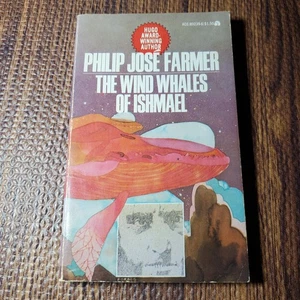 HUGO
AWARD-
WINNING
AUTHOR
PHILIP JOSÉ FARMER
THE WIND WHALES
OF ISHMAEL